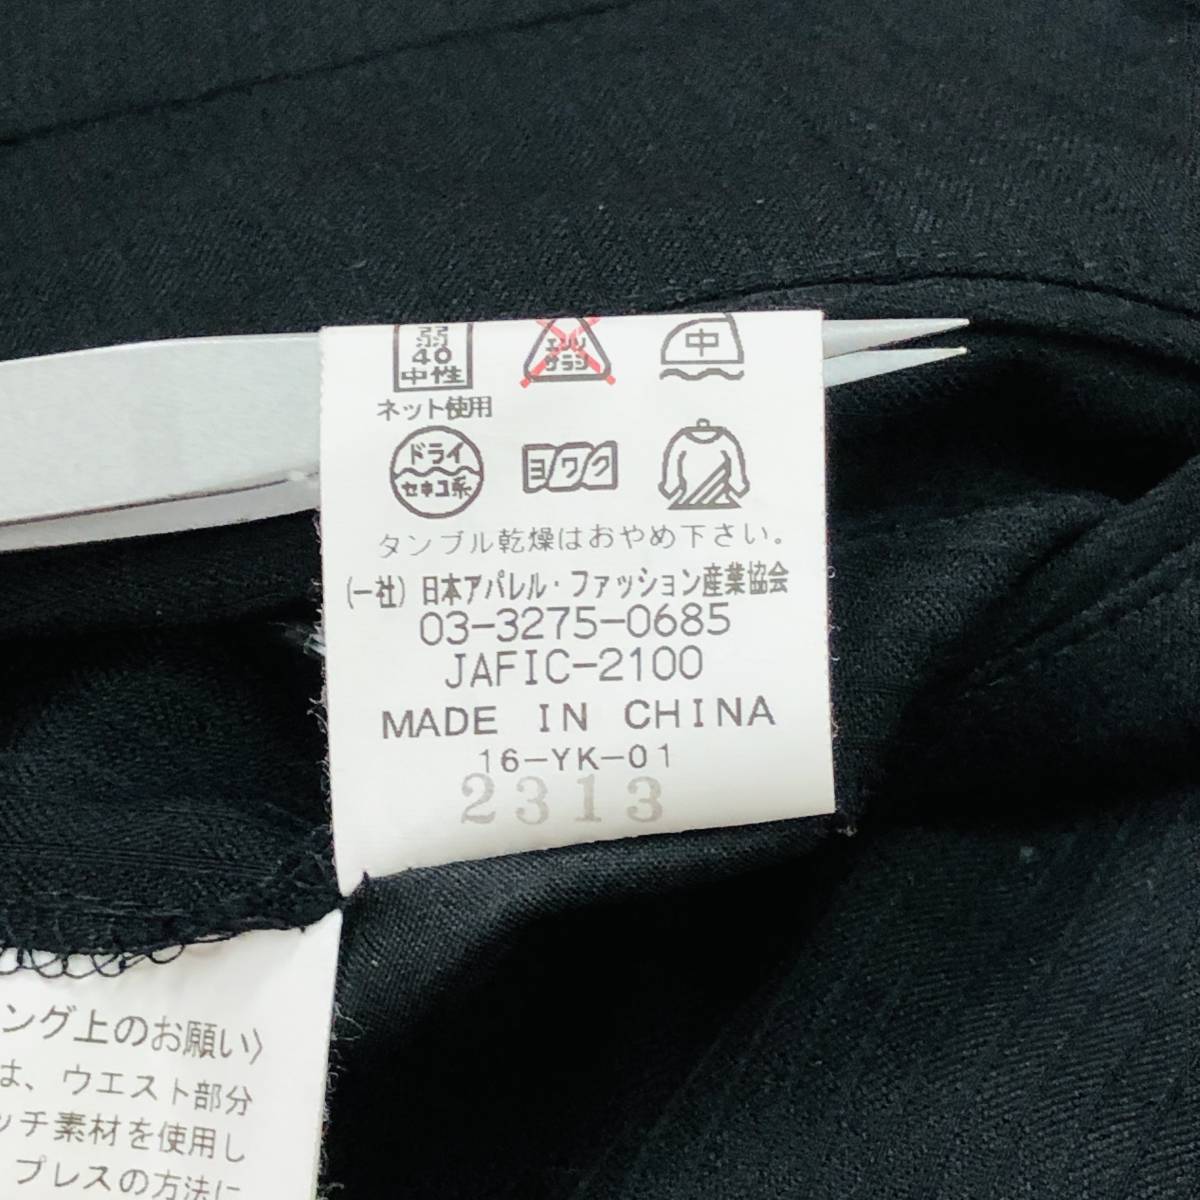 弱
40
中性
エンソ
サラシ
中
ネット使用
ドライ
セキユ系
ヨワク
タンブル乾燥はおやめ下さい。
(一社) 日本アパレル・ファッション産業協会
03-3275-0685
JAFIC-2100
MADE IN CHINA
16-YK-01
2313
ング上のお願い〉
は、ウエスト部分
ッチ素材を使用し
プレスの方法に